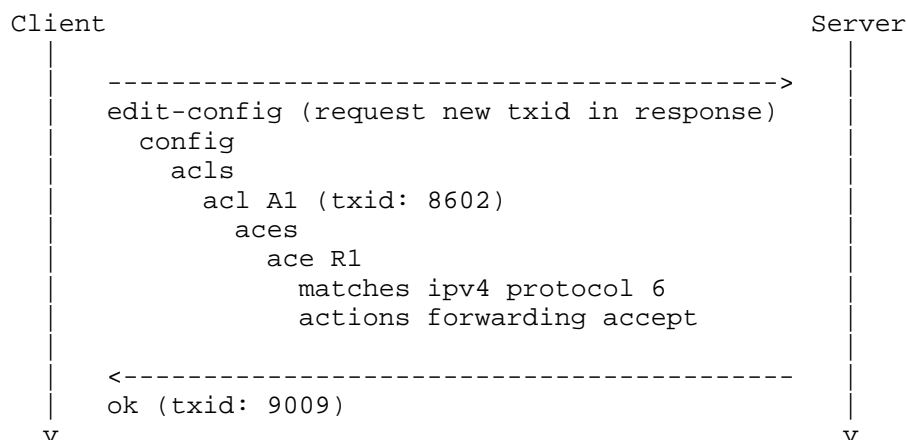 Client                                            Server
  |                                                 |
  |   ------------------------------------------>   |
  |   edit-config (request new txid in response)    |
  |     config                                      |
  |       acls                                      |
  |         acl A1 (txid: 8602)                     |
  |           aces                                  |
  |             ace R1                              |
  |               matches ipv4 protocol 6           |
  |               actions forwarding accept         |
  |                                                 |
  |   <------------------------------------------   |
  |   ok (txid: 9009)                               |
  v                                                 v